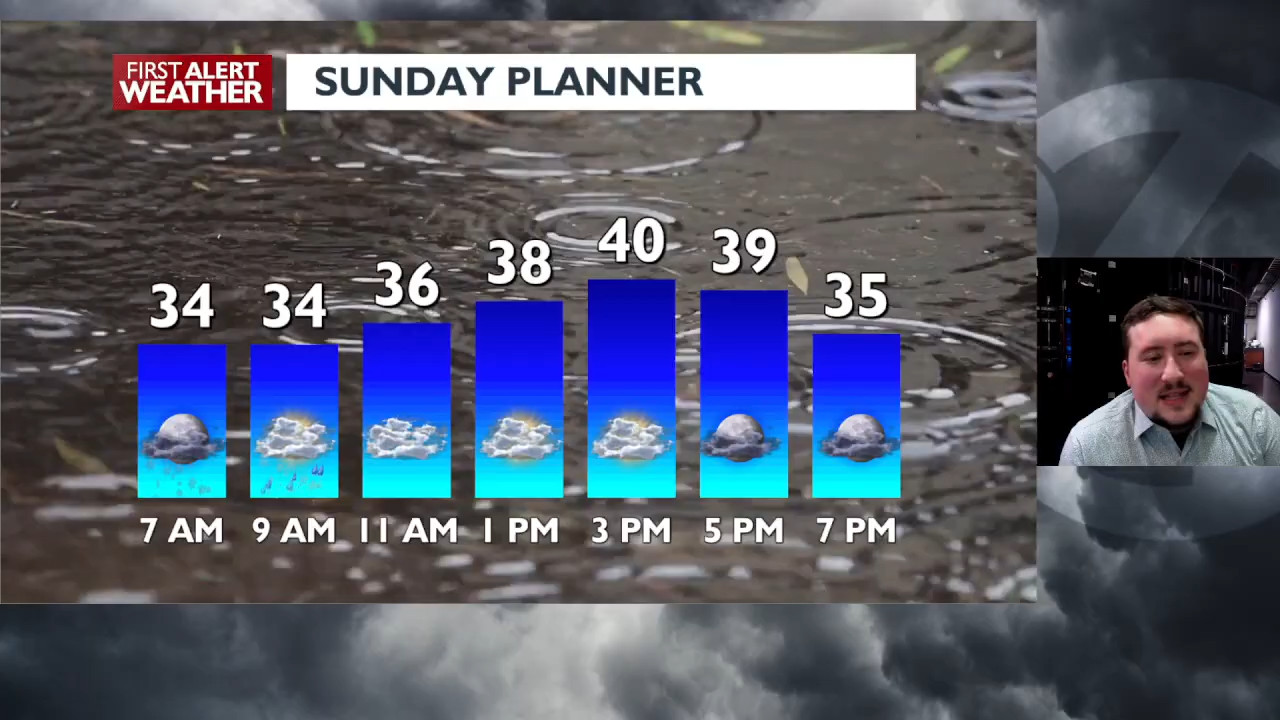 FIRST ALERT
WEATHER
SUNDAY PLANNER
34 34 36 38 40 39 35
7 AM 9 AM 11 AM 1 PM 3 PM 5 PM 7 PM